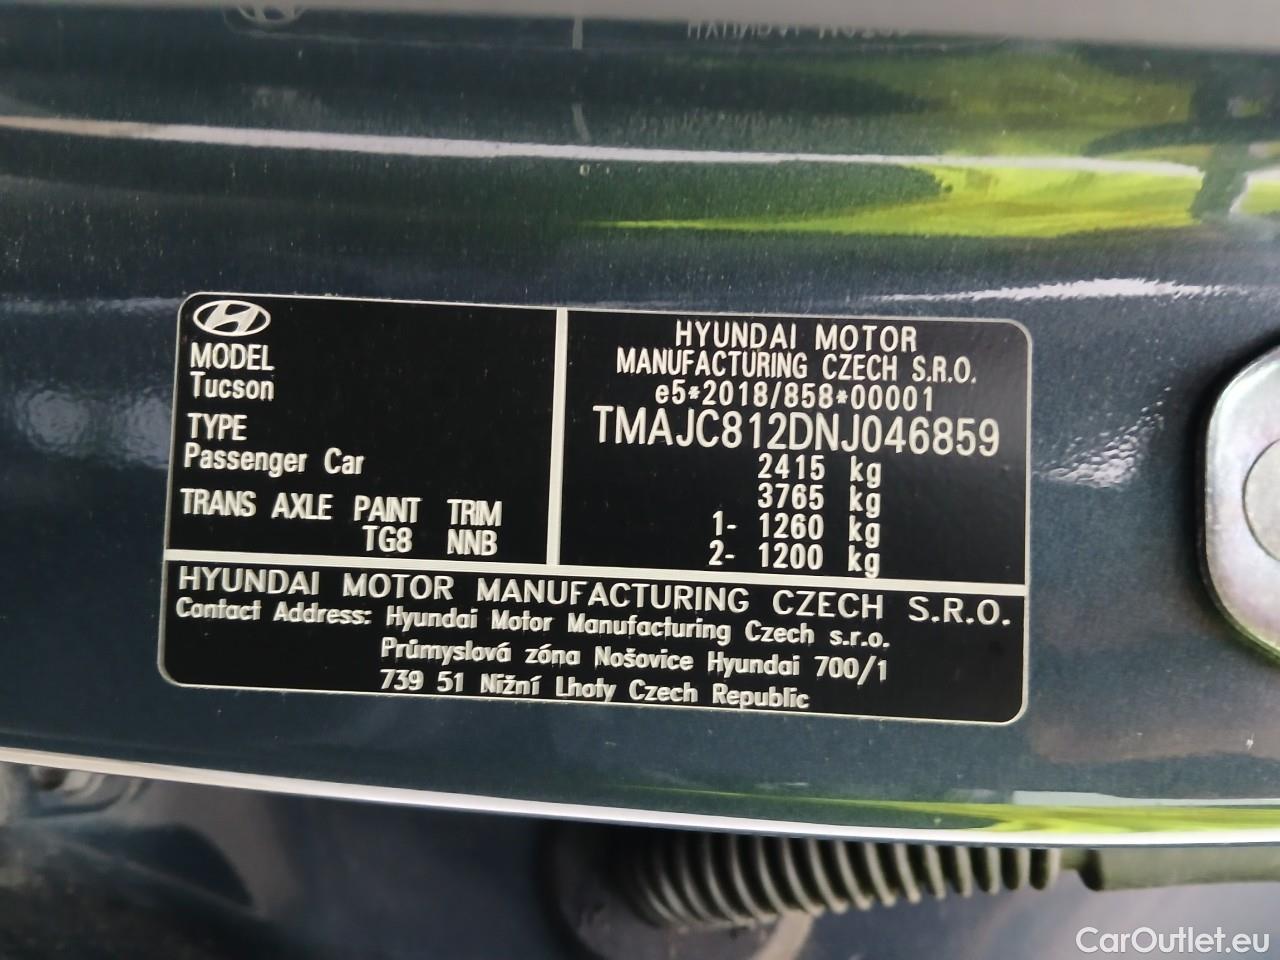 MODEL
Tucson
TYPE
Passenger Car
TRANS AXLE PAINT TRIM
TG8 NNB
HYUNDAI MOTOR
MANUFACTURING CZECH S.R.O.
e5*2018/858*00001
TMAJC812DNJ046859
2415 kg
3765 kg
1- 1260 kg
2- 1200 kg
HYUNDAI MOTOR MANUFACTURING CZECH S.R.O.
Contact Address: Hyundai Motor Manufacturing Czech s.r.o.
Průmyslová zóna Nošovice Hyundai 700/1
739 51 Nižní Lhoty Czech Republic
CarOutlet.eu